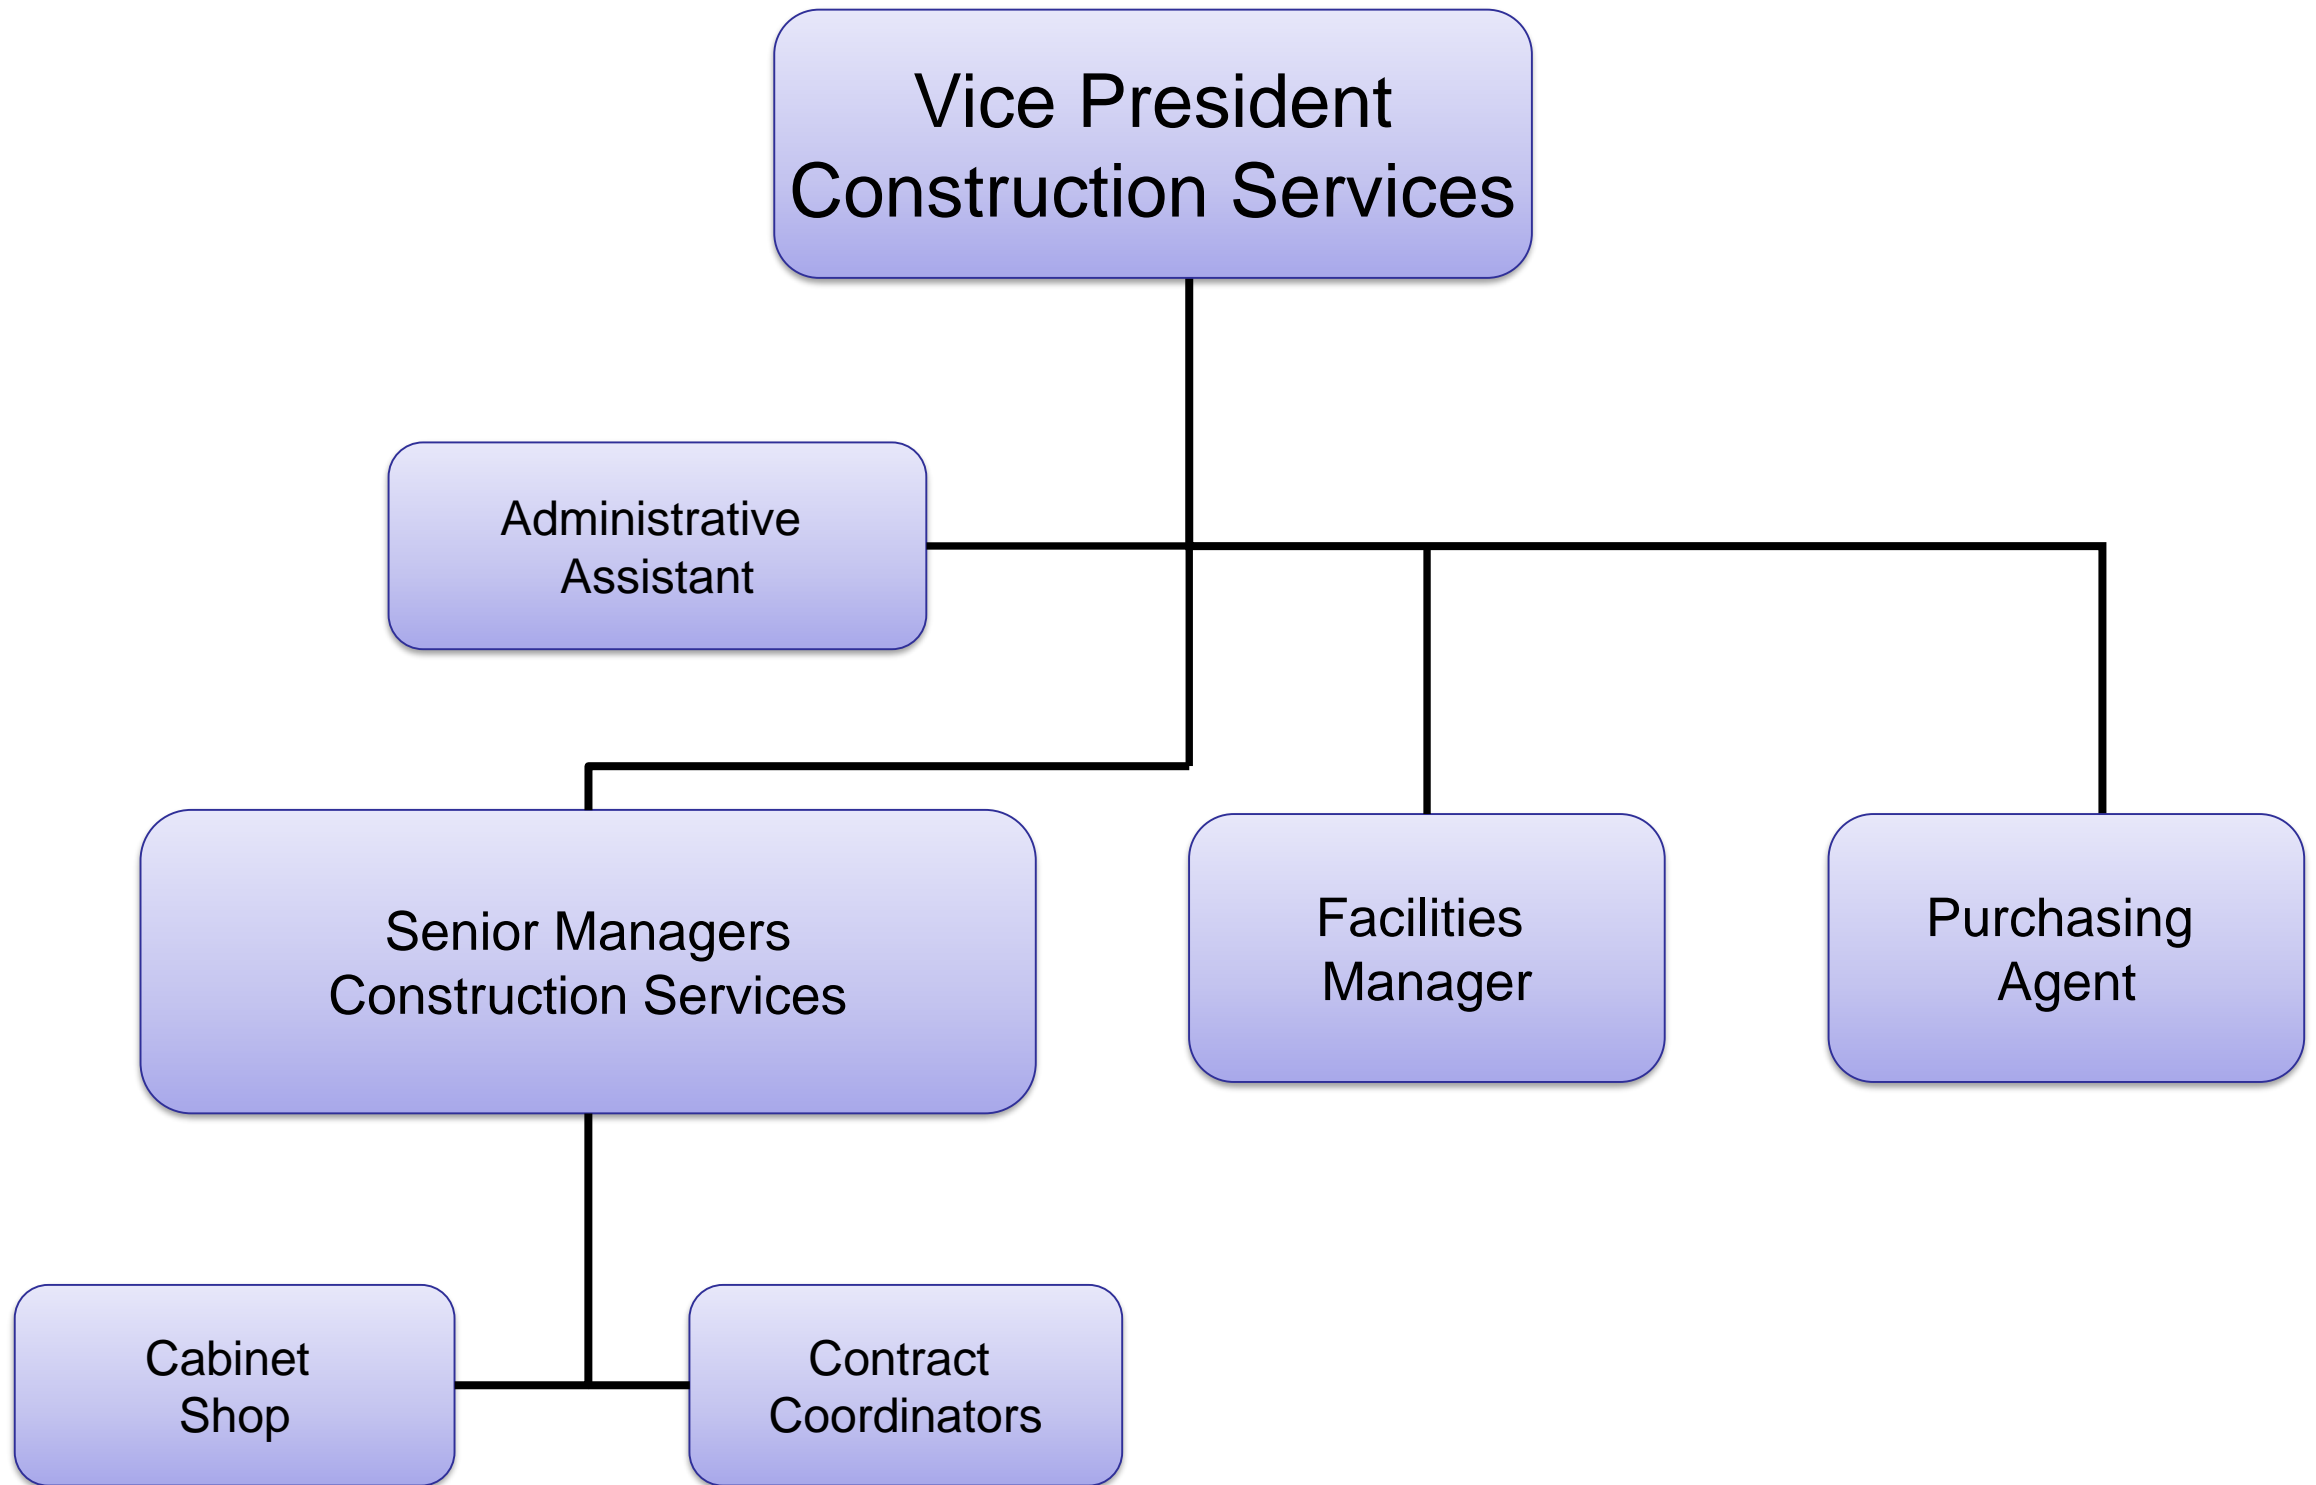 Vice President
Construction Services
Administrative
Assistant
Senior Managers
Construction Services
Facilities
Manager
Purchasing
Agent
Cabinet
Shop
Contract
Coordinators